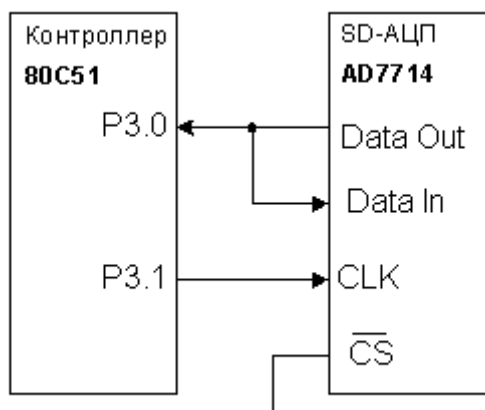 Контроллер
80C51
P3.0
P3.1
SD-АЦП
AD7714
Data Out
Data In
CLK
CS